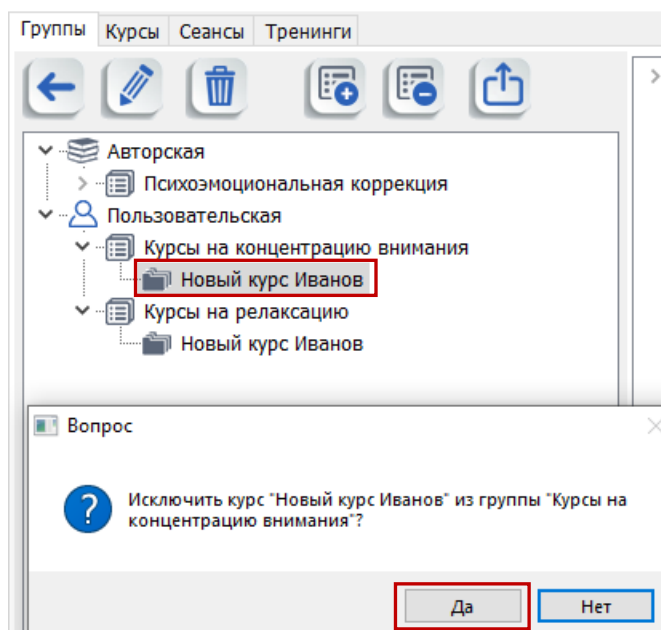 Группы Курсы Сеансы Тренинги
Авторская
Психоэмоциональная коррекция
Пользовательская
Курсы на концентрацию внимания
Новый курс Иванов
Курсы на релаксацию
Новый курс Иванов
Вопрос
Исключить курс "Новый курс Иванов" из группы "Курсы на
концентрацию внимания"?
Да Нет